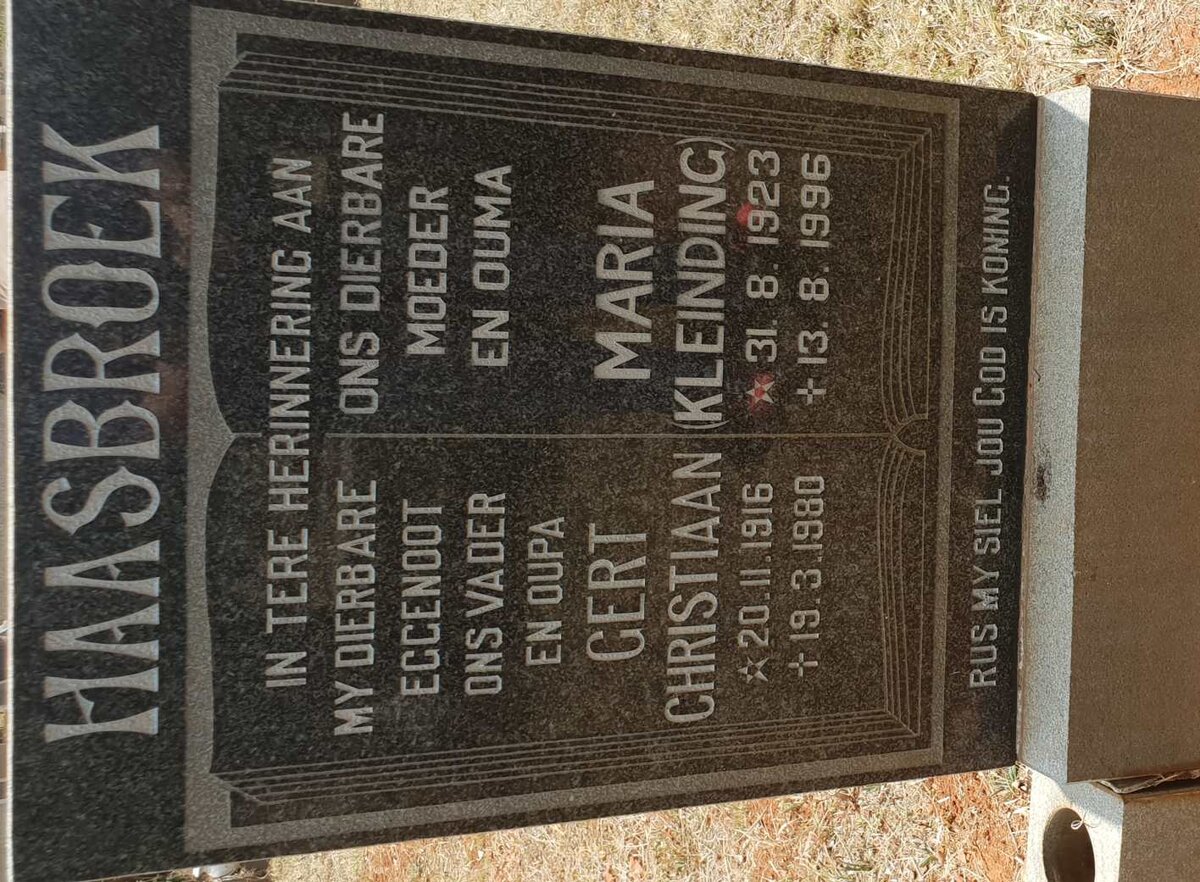 HAASBROEK
IN TERE HERINNERING AAN
MY DIERBARE
EGGENOOT
ONS VADER
EN OUPA
GERT
CHRISTIAAN
☆20.11.1916
†19.3.1980
ONS DIERBARE
MOEDER
EN OUMA
MARIA
(KLEINDING)
☆31.8.1923
†13.8.1996
RUS MY SIEL JOU GOD IS KONING.